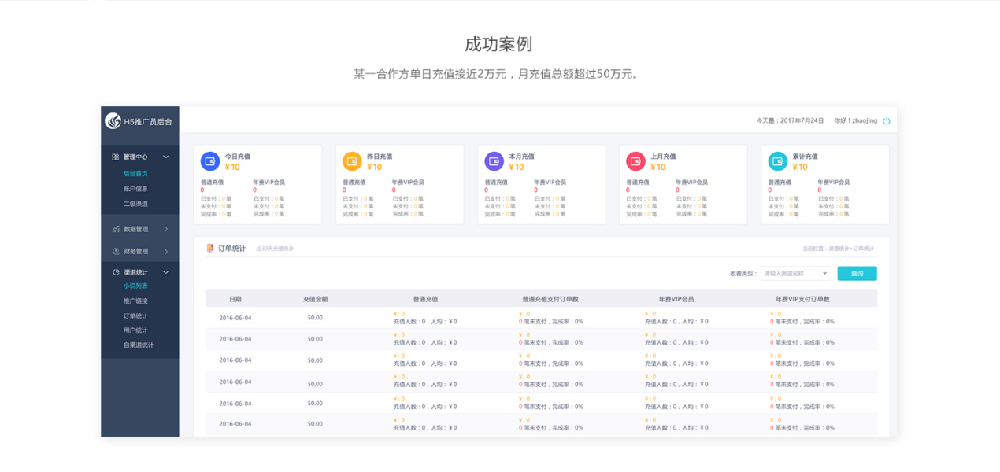 成功案例
某一合作方单日充值接近2万元，月充值总额超过50万元。
H5推广员后台
今天是：2017年7月24日 你好！zhaojing
管理中心
后台首页
账户信息
二级渠道
数据管理
财务管理
渠道统计
小说列表
推广链接
订单统计
用户统计
自渠道统计
今日充值
¥10
普通充值 年费VIP会员
0 0
已支付：0笔 已支付：0笔
未支付：0笔 未支付：0笔
完成率：0笔 完成率：0笔
昨日充值
¥10
普通充值 年费VIP会员
0 0
已支付：0笔 已支付：0笔
未支付：0笔 未支付：0笔
完成率：0笔 完成率：0笔
本月充值
¥10
普通充值 年费VIP会员
0 0
已支付：0笔 已支付：0笔
未支付：0笔 未支付：0笔
完成率：0笔 完成率：0笔
上月充值
¥10
普通充值 年费VIP会员
0 0
已支付：0笔 已支付：0笔
未支付：0笔 未支付：0笔
完成率：0笔 完成率：0笔
累计充值
¥10
普通充值 年费VIP会员
0 0
已支付：0笔 已支付：0笔
未支付：0笔 未支付：0笔
完成率：0笔 完成率：0笔
订单统计 近30天充值统计 当前位置：渠道统计>订单统计
收费类型： 请输入渠道名称 查询
日期 充值金额 普通充值 普通充值支付订单数 年费VIP会员 年费VIP支付订单数
¥：0 ¥：0 ¥：0 ¥：0
2016-06-04 50.00 充值人数：0，人均：¥0 0 笔未支付，完成率：0% 充值人数：0，人均：¥0 0 笔未支付，完成率：0%
¥：0 ¥：0 ¥：0 ¥：0
2016-06-04 50.00 充值人数：0，人均：¥0 0 笔未支付，完成率：0% 充值人数：0，人均：¥0 0 笔未支付，完成率：0%
¥：0 ¥：0 ¥：0 ¥：0
2016-06-04 50.00 充值人数：0，人均：¥0 0 笔未支付，完成率：0% 充值人数：0，人均：¥0 0 笔未支付，完成率：0%
¥：0 ¥：0 ¥：0 ¥：0
2016-06-04 50.00 充值人数：0，人均：¥0 0 笔未支付，完成率：0% 充值人数：0，人均：¥0 0 笔未支付，完成率：0%
¥：0 ¥：0 ¥：0 ¥：0
2016-06-04 50.00 充值人数：0，人均：¥0 0 笔未支付，完成率：0% 充值人数：0，人均：¥0 0 笔未支付，完成率：0%
¥：0 ¥：0 ¥：0 ¥：0
2016-06-04 50.00 充值人数：0，人均：¥0 0 笔未支付，完成率：0% 充值人数：0，人均：¥0 0 笔未支付，完成率：0%